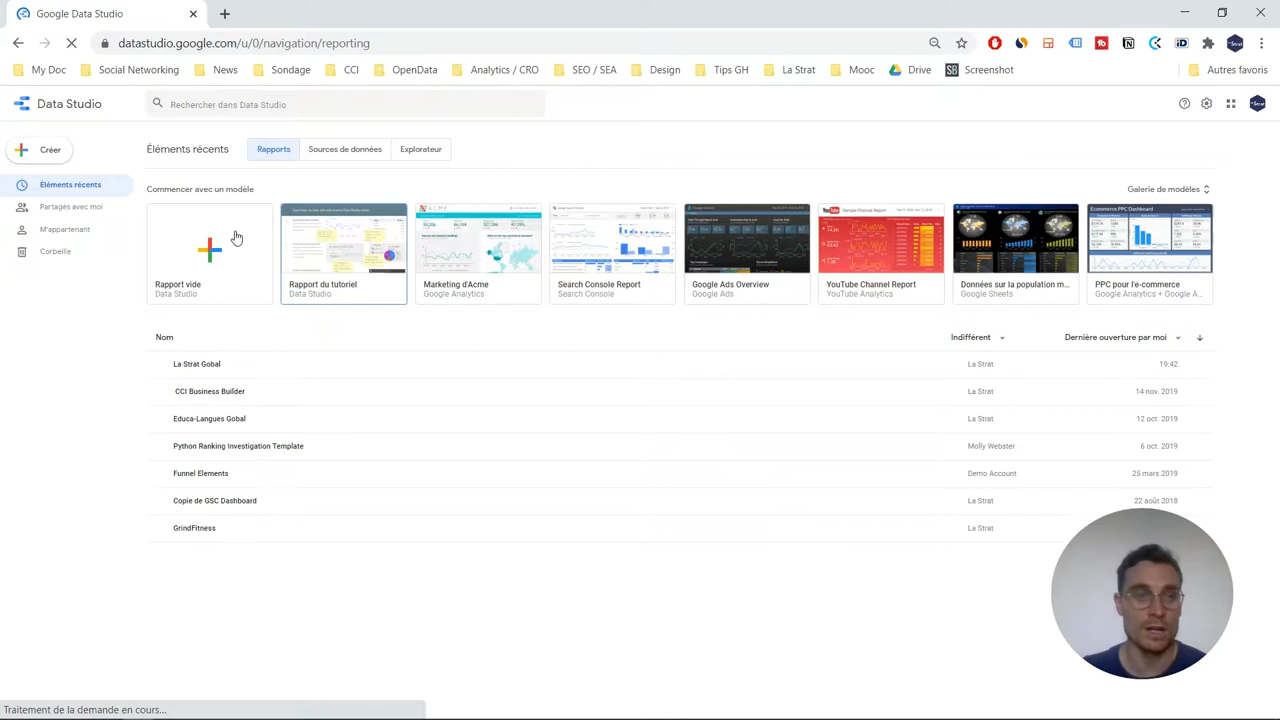 Google Data Studio
datastudio.google.com/u/0/navigation/reporting
My Doc Social Networking News Sondage CCI OpenData Analytics / CRO SEO / SEA Design Tips GH La Strat Mooc Drive Screenshot Autres favoris
Data Studio Rechercher dans Data Studio
Créer Éléments récents Rapports Sources de données Explorateur
Éléments récents
Partagés avec moi
M'appartenant
Corbeille
Commencer avec un modèle Galerie de modèles
Rapport vide
Data Studio
Rapport du tutoriel
Data Studio
Marketing d'Acme
Google Analytics
Search Console Report
Search Console
Google Ads Overview
Google Ads
YouTube Channel Report
YouTube Analytics
Données sur la population m...
Google Sheets
Ecommerce PPC Dashboard
PPC pour l'e-commerce
Google Analytics + Google A...
Nom Indifférent Dernière ouverture par moi
La Strat Gobal La Strat 19:42
CCI Business Builder La Strat 14 nov. 2019
Educa-Langues Gobal La Strat 12 oct. 2019
Python Ranking Investigation Template Molly Webster 6 oct. 2019
Funnel Elements Demo Account 25 mars 2019
Copie de GSC Dashboard La Strat 22 août 2018
GrindFitness La Strat
Traitement de la demande en cours...